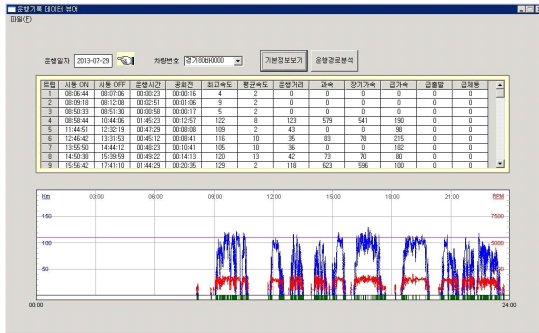 운행기록 데이터 뷰어
파일(F)
운행일자 2013-07-29 차량번호 경기80바0000 기본정보보기 운행경로분석
트립 시동 ON 시동 OFF 운행시간 공회전 최고속도 평균속도 운행거리 과속 장기과속 급가속 급출발 급제동
1 08:06:44 08:07:06 00:00:23 00:00:16 4 0 0 0 0 0 0 0
2 08:09:18 08:12:08 00:02:51 00:01:06 9 2 0 0 0 0 0 0
3 08:50:33 08:51:30 00:00:58 00:00:17 5 2 0 0 0 0 0 0
4 08:58:44 10:44:06 01:45:23 00:12:57 122 8 123 579 541 190 0 0
5 11:44:51 12:32:19 00:47:29 00:08:08 109 2 43 0 0 98 0 0
6 12:46:42 13:31:53 00:45:12 00:08:41 116 10 35 83 78 215 0 0
7 13:55:50 14:44:12 00:48:23 00:10:41 105 10 36 0 0 182 0 0
8 14:50:38 15:39:59 00:49:22 00:14:13 120 13 42 73 70 80 0 0
9 15:56:42 17:41:10 01:44:29 00:20:35 129 2 118 623 596 100 0 0
Km 03:00 06:00 09:00 12:00 15:00 18:00 21:00 RPM
150 7500
100 5000
50
00:00 24:00